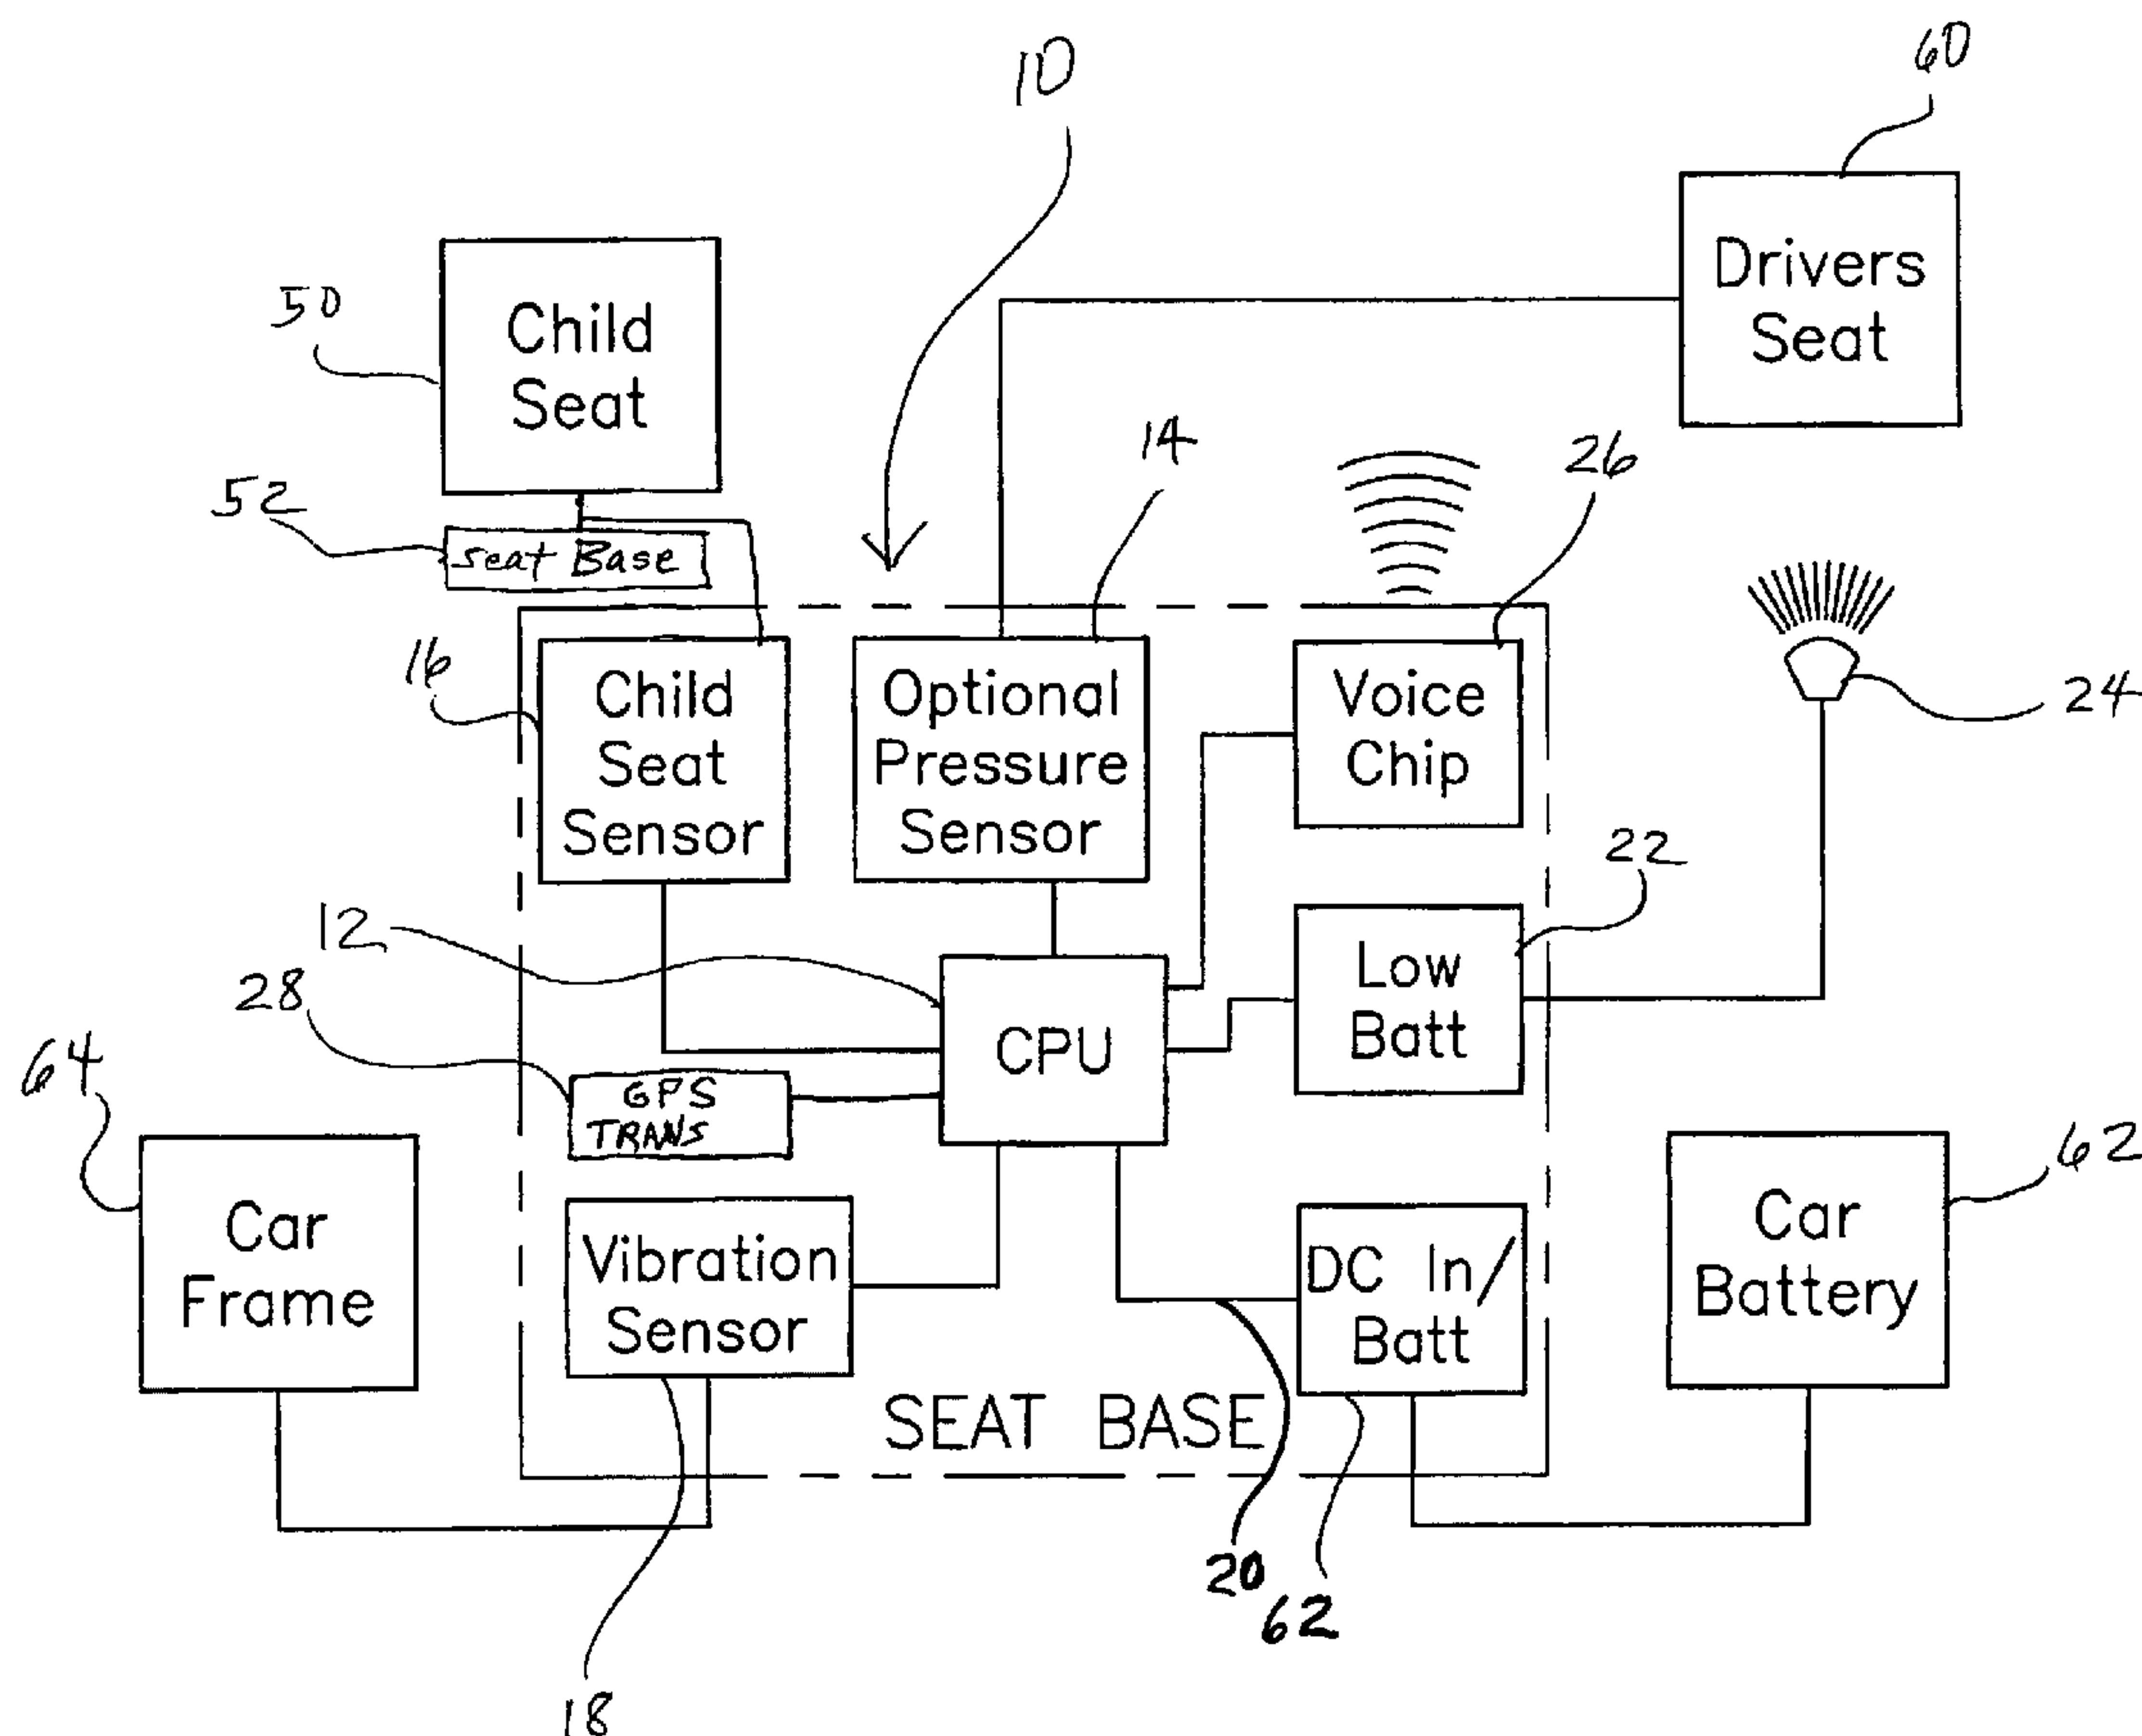 10
60
Drivers
Seat
50
Child
Seat
52
Seat Base
14
26
24
16
Child
Seat
Sensor
Optional
Pressure
Sensor
Voice
Chip
22
12
28
Low
Batt
CPU
64
GPS
TRANS
62
Car
Frame
Vibration
Sensor
DC In/
Batt
Car
Battery
SEAT BASE
20
62
18